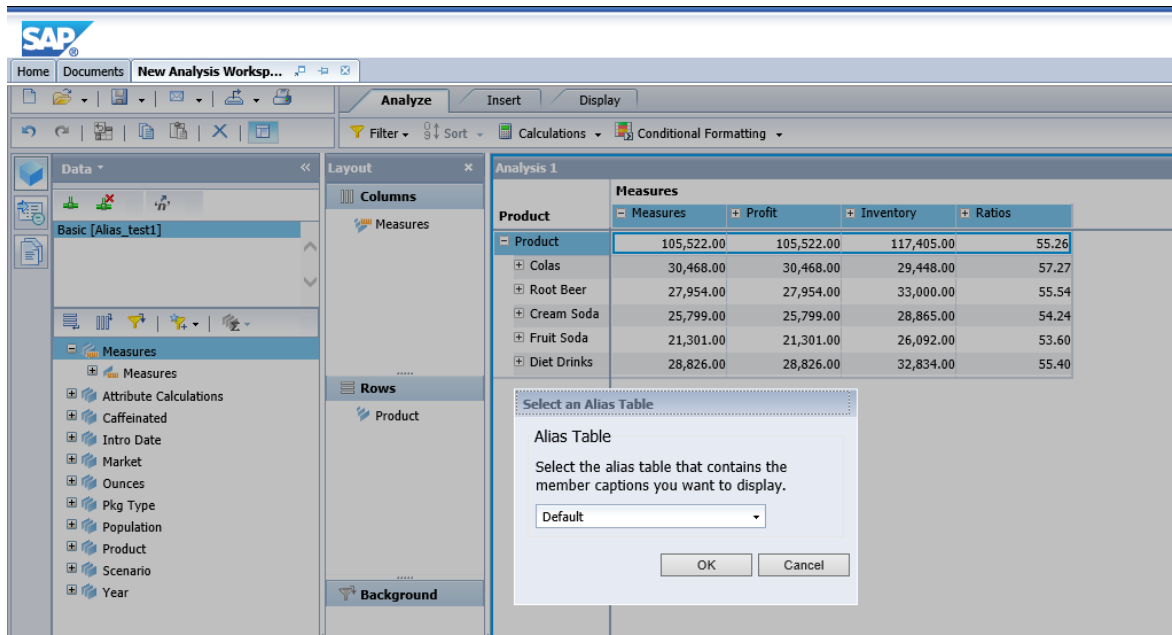 SAP
®
Home Documents New Analysis Worksp...
Analyze Insert Display
Filter Sort Calculations Conditional Formatting
Data
Basic [Alias_test1]
Measures
Measures
Attribute Calculations
Caffeinated
Intro Date
Market
Ounces
Pkg Type
Population
Product
Scenario
Year
Layout
Columns
Measures
Rows
Product
Background
Analysis 1
Measures
Product Measures Profit Inventory Ratios
Product 105,522.00 105,522.00 117,405.00 55.26
Colas 30,468.00 30,468.00 29,448.00 57.27
Root Beer 27,954.00 27,954.00 33,000.00 55.54
Cream Soda 25,799.00 25,799.00 28,865.00 54.24
Fruit Soda 21,301.00 21,301.00 26,092.00 53.60
Diet Drinks 28,826.00 28,826.00 32,834.00 55.40
Select an Alias Table
Alias Table
Select the alias table that contains the
member captions you want to display.
Default
OK Cancel